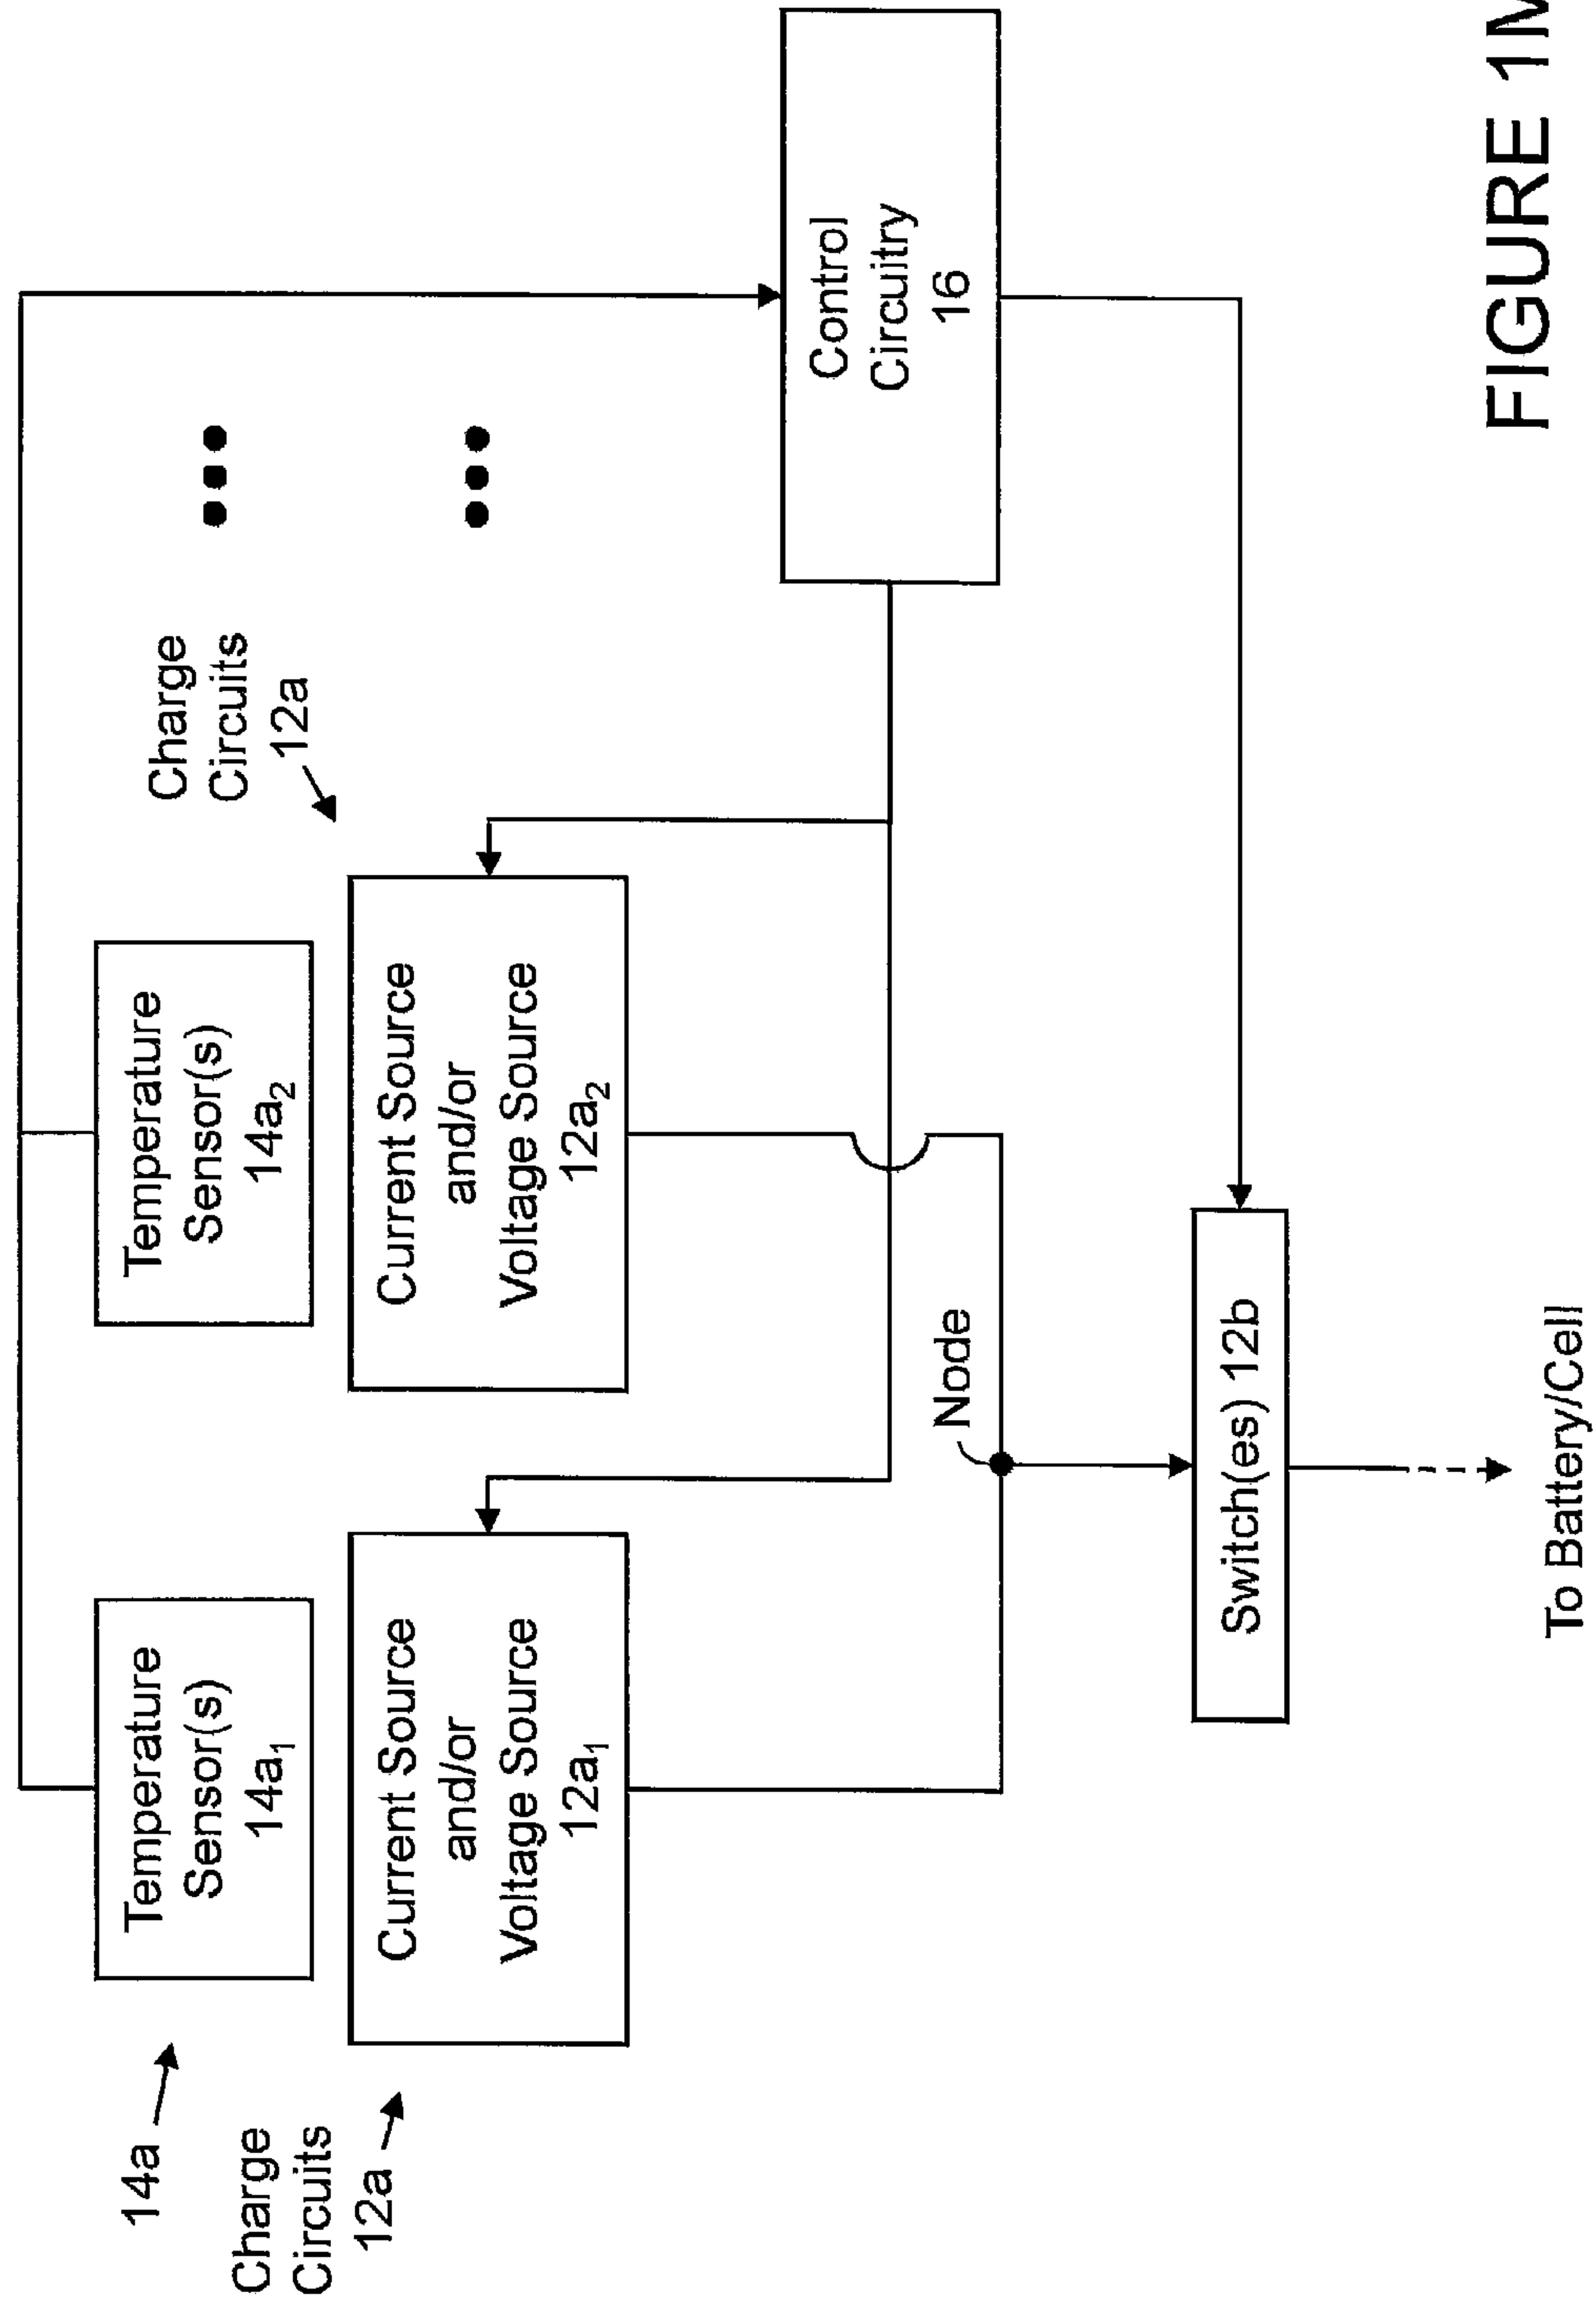 14a
Temperature
Sensor(s)
14a₁
Temperature
Sensor(s)
14a₂
Charge
Circuits
12a
Charge
Circuits
12a
Current Source
and/or
Voltage Source
12a₁
Current Source
and/or
Voltage Source
12a₂
Control
Circuitry
16
Node
Switch(es) 12b
To Battery/Cell
FIGURE 1M